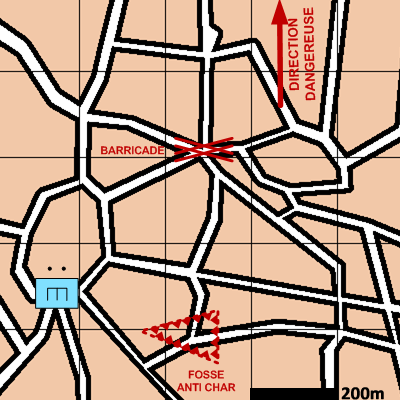 DIRECTION
DANGEREUSE
BARRICADE
FOSSE
ANTI CHAR
200m